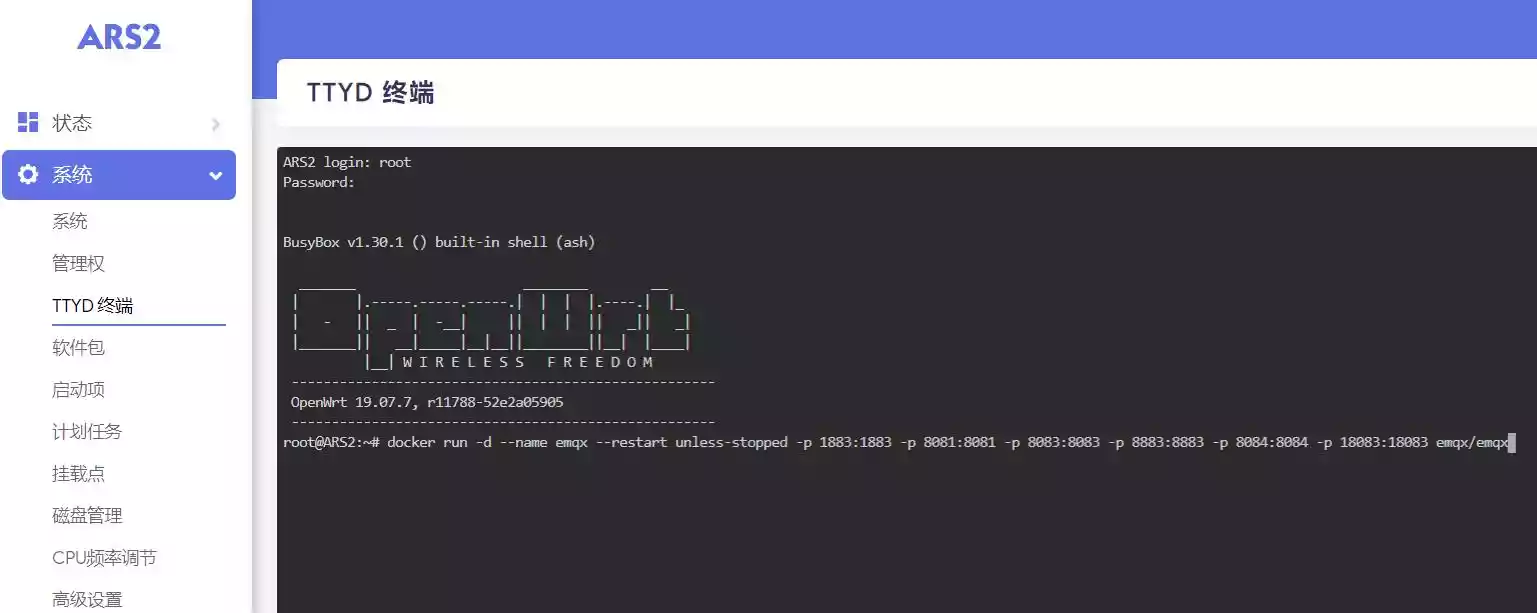 ARS2
状态
系统
系统
管理权
TTYD 终端
软件包
启动项
计划任务
挂载点
磁盘管理
CPU频率调节
高级设置
TTYD 终端
ARS2 login: root
Password:
BusyBox v1.30.1 () built-in shell (ash)
OpenWrt
W I R E L E S S   F R E E D O M
-----------------------------------------------------
OpenWrt 19.07.7, r11788-52e2a05905
-----------------------------------------------------
root@ARS2:~# docker run -d --name emqx --restart unless-stopped -p 1883:1883 -p 8081:8081 -p 8083:8083 -p 8883:8883 -p 8084:8084 -p 18083:18083 emqx/emqx